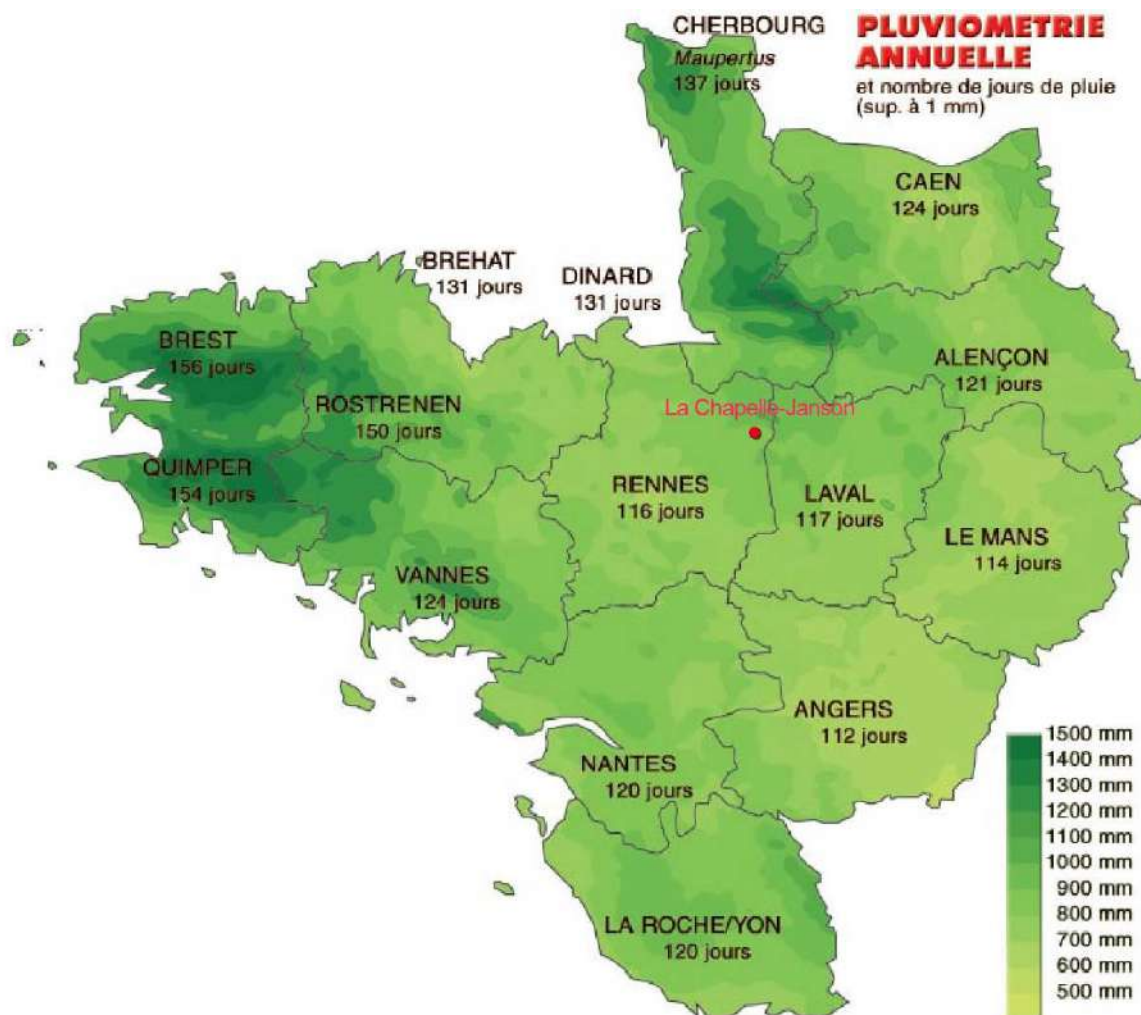 CHERBOURG
Maupertus
137 jours
PLUVIOMETRIE
ANNUELLE
et nombre de jours de pluie
(sup. à 1 mm)
CAEN
124 jours
BREHAT
131 jours
DINARD
131 jours
BREST
156 jours
ALENÇON
121 jours
ROSTRENEN
150 jours
La Chapelle-Janson
QUIMPER
154 jours
RENNES
116 jours
LAVAL
117 jours
LE MANS
114 jours
VANNES
124 jours
ANGERS
112 jours
NANTES
120 jours
LA ROCHE/YON
120 jours
1500 mm
1400 mm
1300 mm
1200 mm
1100 mm
1000 mm
900 mm
800 mm
700 mm
600 mm
500 mm